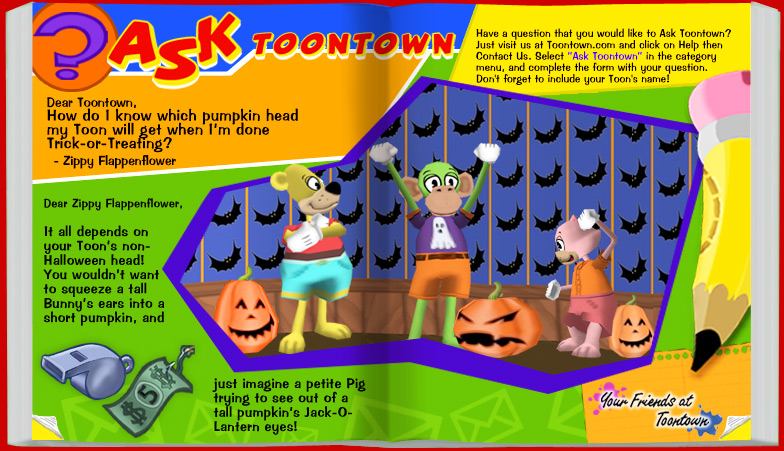 ?
ASK TOONTOWN
Have a question that you would like to Ask Toontown?
Just visit us at Toontown.com and click on Help then
Contact Us. Select "Ask Toontown" in the category
menu, and complete the form with your question.
Don't forget to include your Toon's name!
Dear Toontown,
How do I know which pumpkin head
my Toon will get when I'm done
Trick-or-Treating?
- Zippy Flappenflower
Dear Zippy Flappenflower,
It all depends on
your Toon's non-
Halloween head!
You wouldn't want
to squeeze a tall
Bunny's ears into a
short pumpkin, and
just imagine a petite Pig
trying to see out of a
tall pumpkin's Jack-O-
Lantern eyes!
$ 5 $
Your Friends at
Toontown